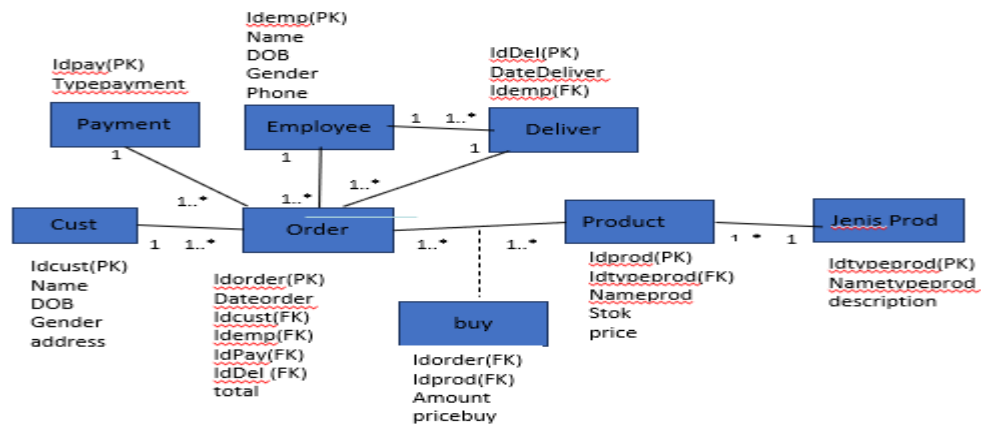 Idemp(PK)
Name
DOB
Gender
Phone
Idpay(PK)
Typepayment
IdDel(PK)
DateDeliver
Idemp(FK)
Payment
Employee
Deliver
1
1..*
1
1
1
1..*
1..*
1..*
Cust
Order
Product
Jenis Prod
1
1..*
1..*
1..*
1..*
1
Idcust(PK)
Name
DOB
Gender
address
Idorder(PK)
Dateorder
Idcust(FK)
Idemp(FK)
IdPay(FK)
IdDel (FK)
total
buy
Idorder(FK)
Idprod(FK)
Amount
pricebuy
Idprod(PK)
Idtypeprod(FK)
Nameprod
Stok
price
Idtypeprod(PK)
Nametypeprod
description